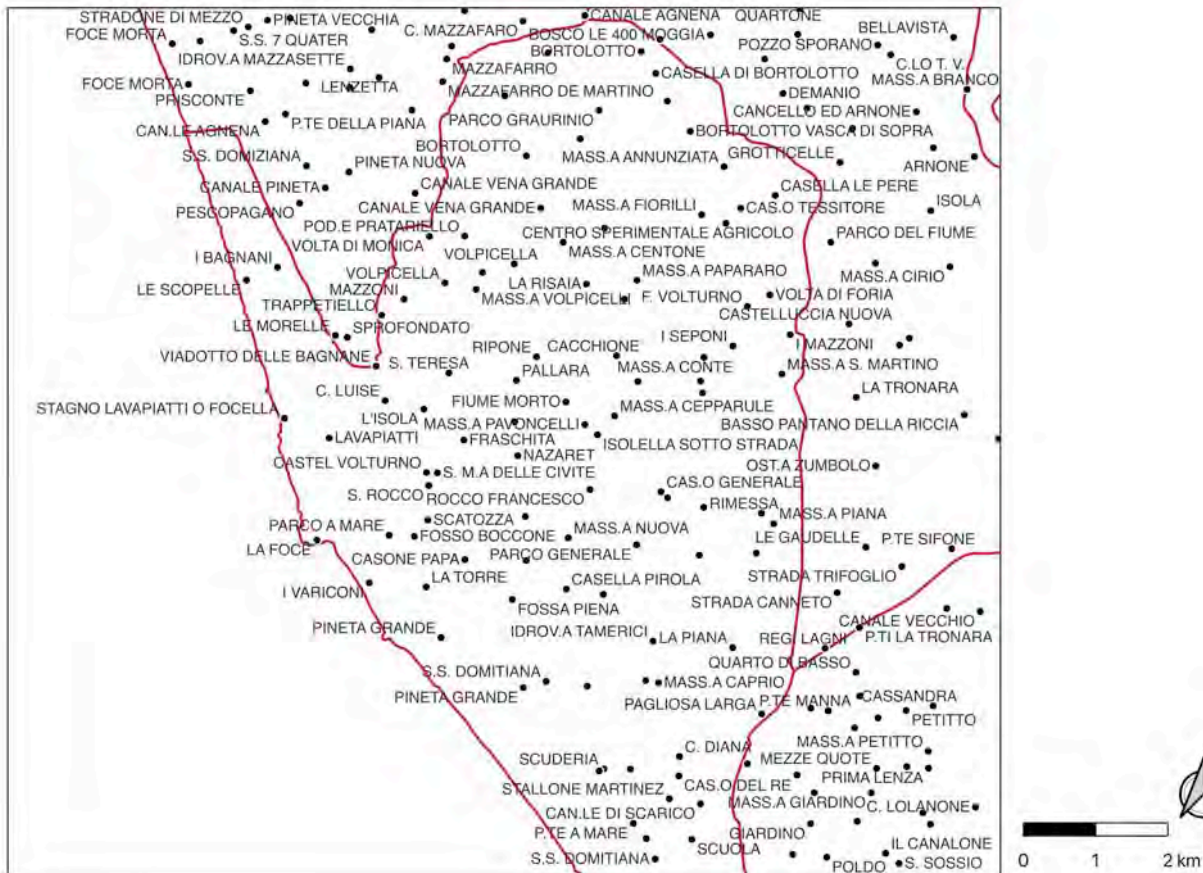 STRADONE DI MEZZO
PINETA VECCHIA
CANALE AGNENA
QUARTONE
FOCE MORTA
S.S. 7 QUATER
C. MAZZAFARO
BOSCO LE 400 MOGGIA
BELLAVISTA
IDROV.A MAZZASETTE
BORTOLOTTO
POZZO SPORANO
C.LO T. V.
MAZZAFARRO
CASELLA DI BORTOLOTTO
MASS.A BRANCO
FOCE MORTA
LENZETTA
MAZZAFARRO DE MARTINO
DEMANIO
PRISCONTE
CANCELLO ED ARNONE
P.TE DELLA PIANA
PARCO GRAURINIO
CAN.LE AGNENA
BORTOLOTTO VASCA DI SOPRA
BORTOLOTTO
S.S. DOMIZIANA
PINETA NUOVA
MASS.A ANNUNZIATA
GROTTICELLE
ARNONE
CANALE PINETA
CANALE VENA GRANDE
CASELLA LE PERE
PESCOPAGANO
CANALE VENA GRANDE
MASS.A FIORILLI
CAS.O TESSITORE
ISOLA
POD.E PRATARIELLO
CENTRO SPERIMENTALE AGRICOLO
VOLTA DI MONICA
MASS.A CENTONE
PARCO DEL FIUME
I BAGNANI
VOLPICELLA
VOLPICELLA
MASS.A PAPARARO
MASS.A CIRIO
LE SCOPELLE
MAZZONI
LA RISAIA
MASS.A VOLPICELLI
F. VOLTURNO
VOLTA DI FORIA
TRAPPETIELLO
CASTELLUCCIA NUOVA
LE MORELLE
SPROFONDATO
I SEPONI
I MAZZONI
VIADOTTO DELLE BAGNANE
RIPONE
CACCHIONE
S. TERESA
PALLARA
MASS.A CONTE
MASS.A S. MARTINO
C. LUISE
LA TRONARA
STAGNO LAVAPIATTI O FOCELLA
L'ISOLA
FIUME MORTO
MASS.A CEPPARULE
MASS.A PAVONCELLI
BASSO PANTANO DELLA RICCIA
LAVAPIATTI
FRASCHITA
ISOLELLA SOTTO STRADA
NAZARET
CASTEL VOLTURNO
S. M.A DELLE CIVITE
OST.A ZUMBOLO
S. ROCCO
ROCCO FRANCESCO
CAS.O GENERALE
RIMESSA
SCATOZZA
MASS.A PIANA
PARCO A MARE
FOSSO BOCCONE
MASS.A NUOVA
LE GAUDELLE
P.TE SIFONE
LA FOCE
CASONE PAPA
PARCO GENERALE
LA TORRE
CASELLA PIROLA
STRADA TRIFOGLIO
I VARICONI
FOSSA PIENA
STRADA CANNETO
PINETA GRANDE
IDROV.A TAMERICI
LA PIANA
REG. LAGNI
CANALE VECCHIO
P.TI LA TRONARA
S.S. DOMITIANA
QUARTO DI BASSO
MASS.A CAPRIO
PINETA GRANDE
PAGLIOSA LARGA
P.TE MANNA
CASSANDRA
PETITTO
C. DIANA
MASS.A PETITTO
SCUDERIA
MEZZE QUOTE
STALLONE MARTINEZ
CAS.O DEL RE
PRIMA LENZA
CAN.LE DI SCARICO
MASS.A GIARDINO
C. LOLANONE
P.TE A MARE
GIARDINO
S.S. DOMITIANA
SCUOLA
IL CANALONE
POLDO
S. SOSSIO
0 1 2 km